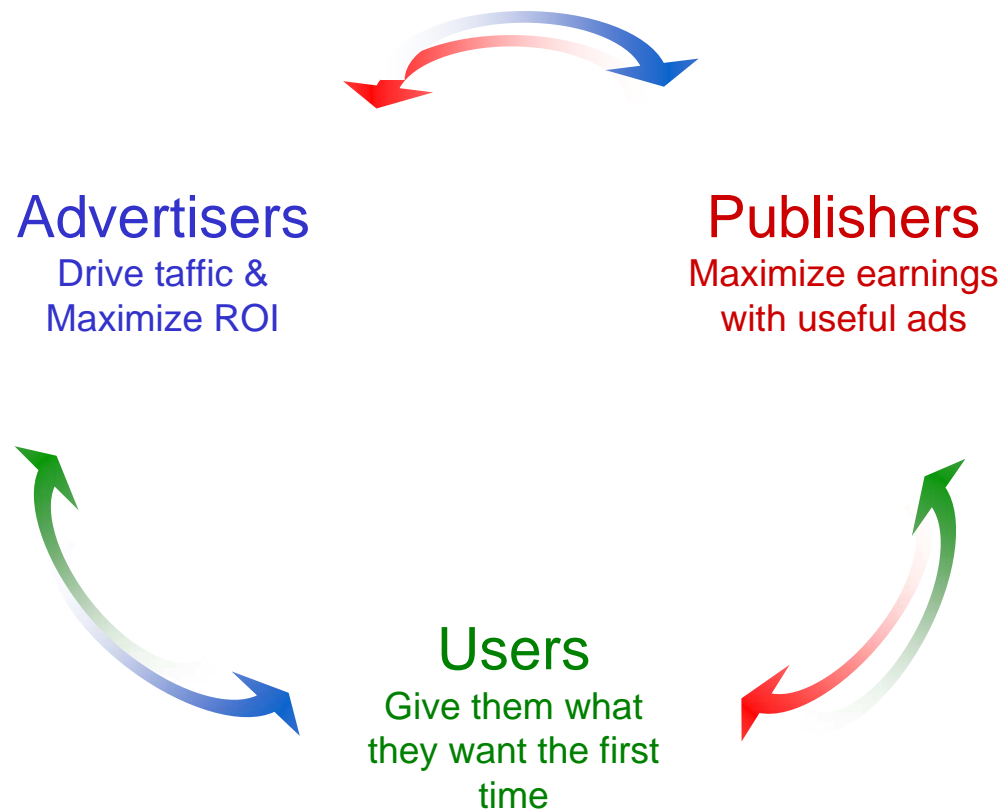 Advertisers
Drive taffic &
Maximize ROI
Publishers
Maximize earnings
with useful ads
Users
Give them what
they want the first
time